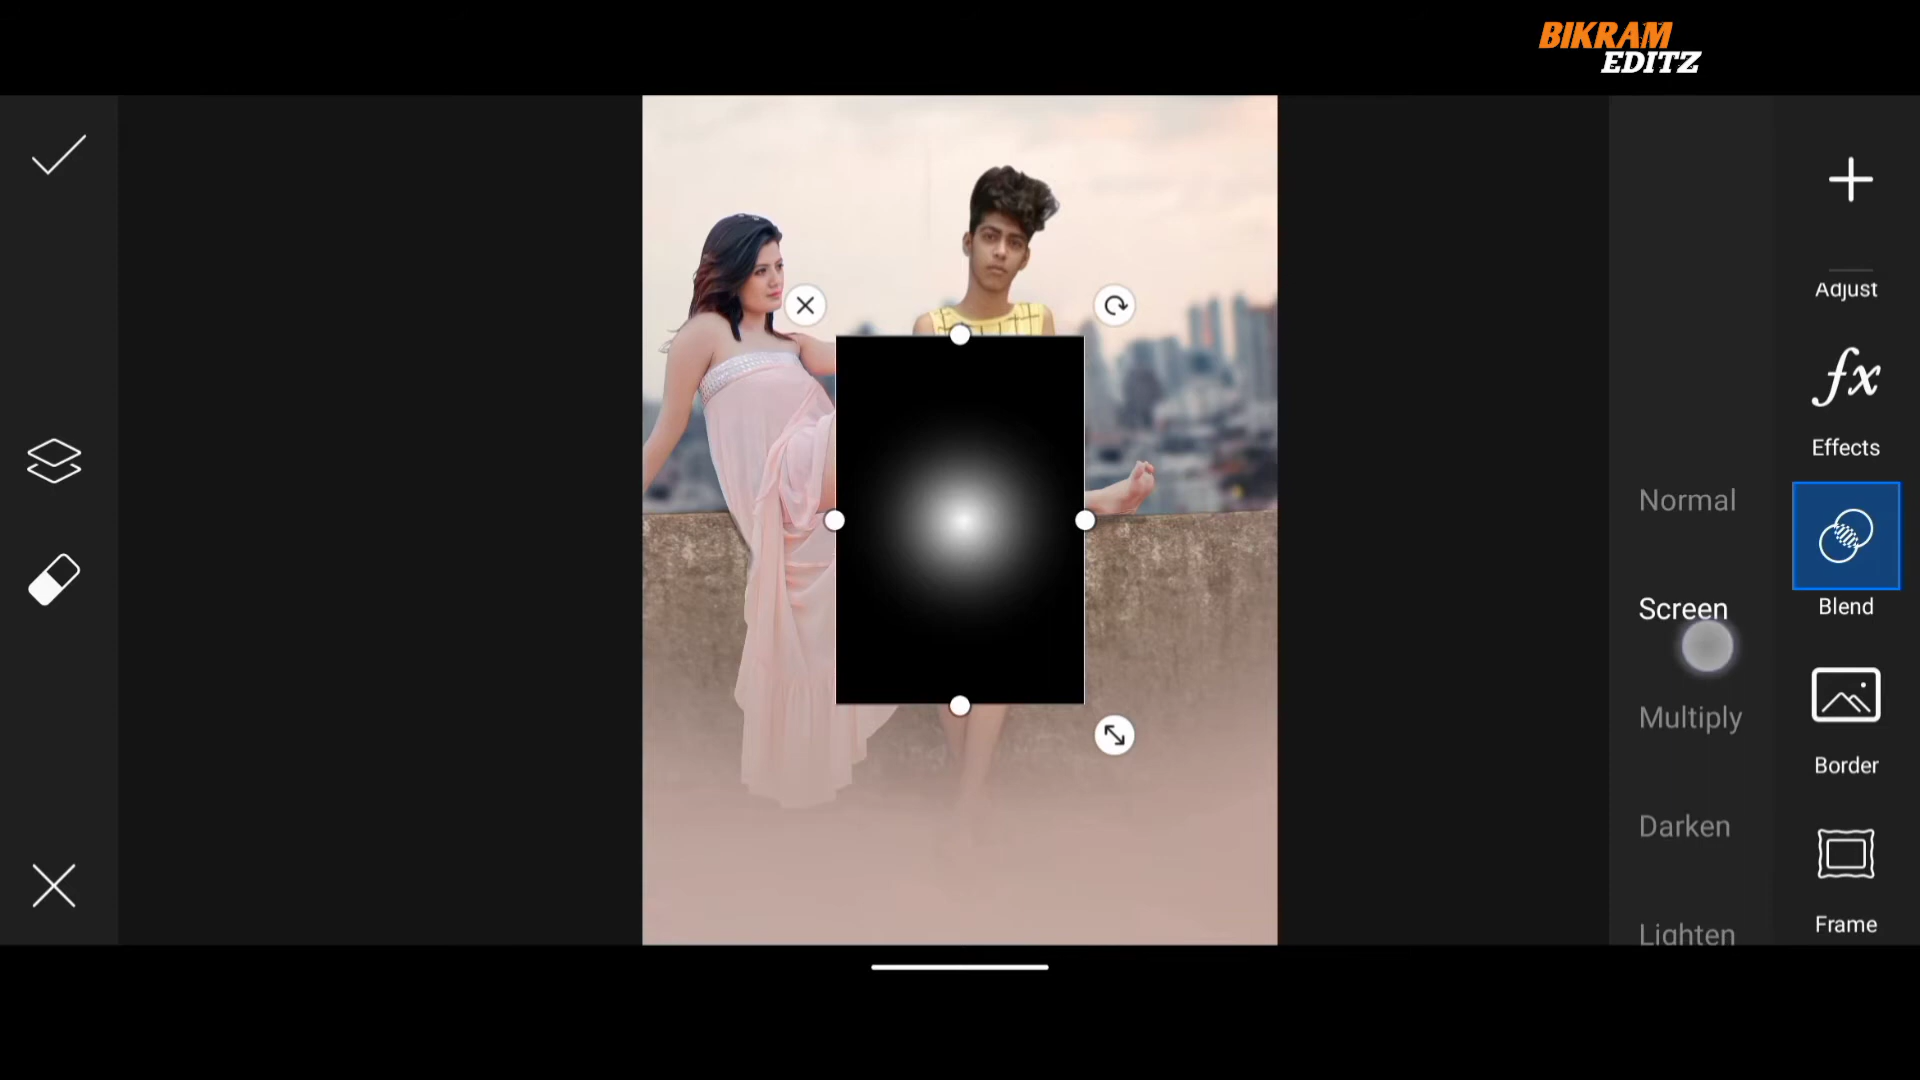 BIKRAM
EDITZ
Adjust
Effects
Normal
Blend
Screen
Multiply
Border
Darken
Frame
Lighten